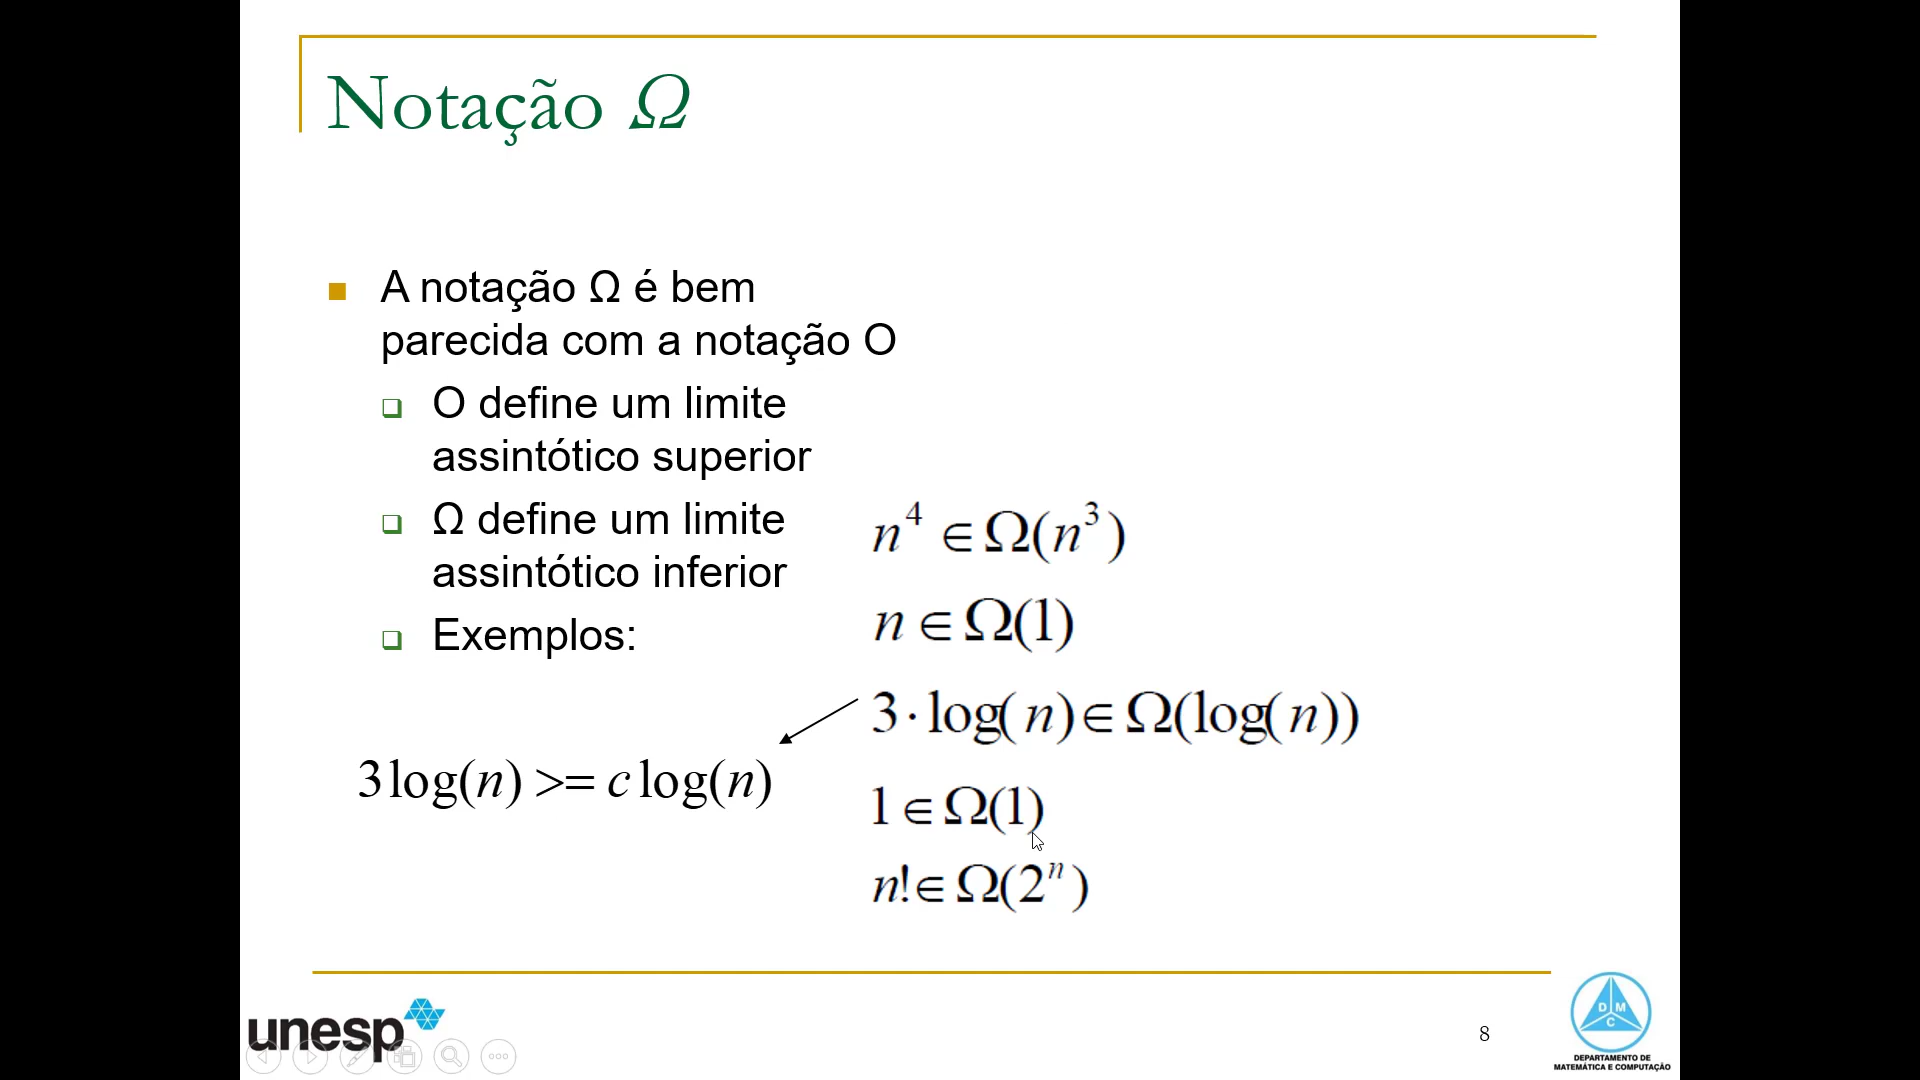 Notação Ω
A notação Ω é bem
parecida com a notação O
O define um limite
assintótico superior
Ω define um limite
assintótico inferior
Exemplos:
n⁴ ∈ Ω(n³)
n ∈ Ω(1)
3·log(n) ∈ Ω(log(n))
3log(n) >= c log(n)
1 ∈ Ω(1)
n! ∈ Ω(2ⁿ)
unesp
8
D M
C
DEPARTAMENTO DE
MATEMÁTICA E COMPUTAÇÃO